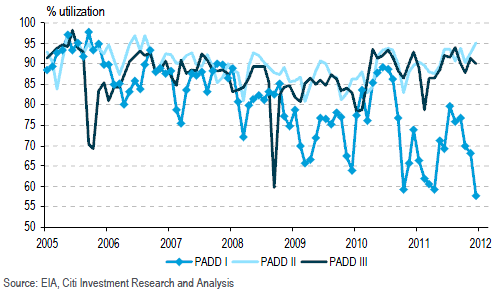 % utilization
100
95
90
85
80
75
70
65
60
55
50
2005 2006 2007 2008 2009 2010 2011 2012
PADD I PADD II PADD III
Source: EIA, Citi Investment Research and Analysis